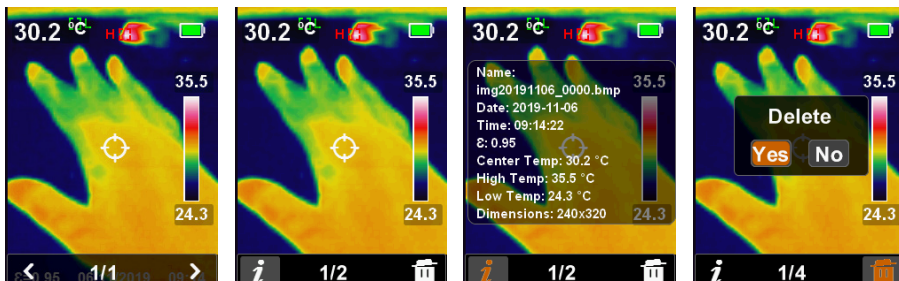 30.2 °C
H
35.5
24.3
1/1
30.2 °C
H
35.5
24.3
i 1/2
30.2 °C
H
Name:
img20191106_0000.bmp
Date: 2019-11-06
Time: 09:14:22
ε: 0.95
Center Temp: 30.2 °C
High Temp: 35.5 °C
Low Temp: 24.3 °C
Dimensions: 240x320
35.5
24.3
i 1/2
30.2 °C
H
35.5
Delete
Yes No
24.3
i 1/4